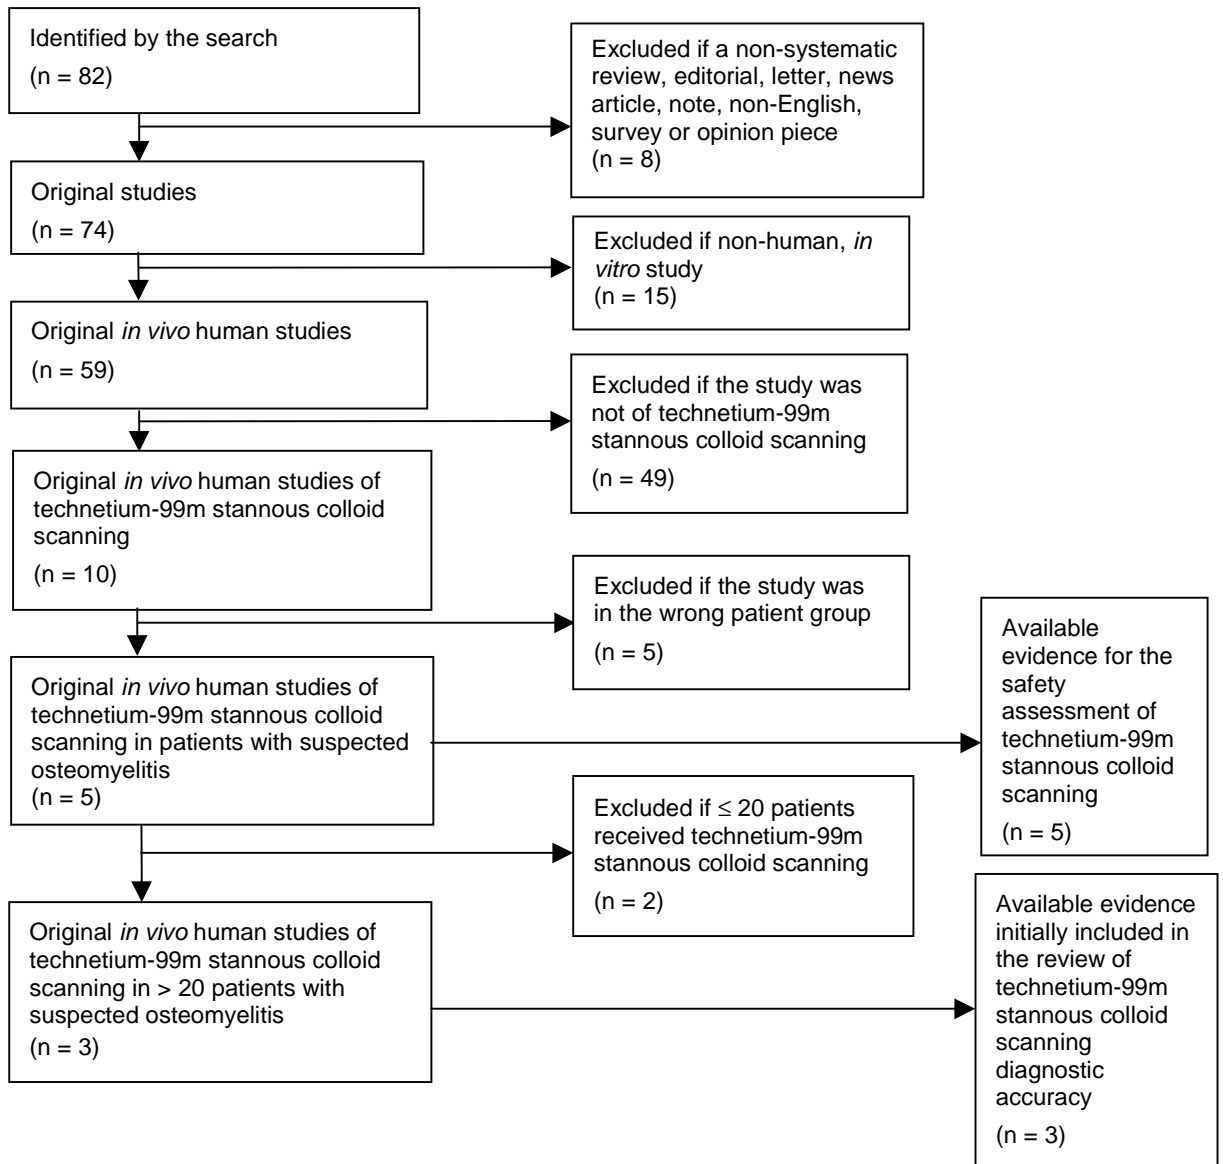 Identified by the search
(n = 82)
Excluded if a non-systematic
review, editorial, letter, news
article, note, non-English,
survey or opinion piece
(n = 8)
Original studies
(n = 74)
Excluded if non-human, in
vitro study
(n = 15)
Original in vivo human studies
(n = 59)
Excluded if the study was
not of technetium-99m
stannous colloid scanning
(n = 49)
Original in vivo human studies of
technetium-99m stannous colloid
scanning
(n = 10)
Excluded if the study was
in the wrong patient group
(n = 5)
Original in vivo human studies of
technetium-99m stannous colloid
scanning in patients with suspected
osteomyelitis
(n = 5)
Available
evidence for the
safety
assessment of
technetium-99m
stannous colloid
scanning
(n = 5)
Excluded if ≤ 20 patients
received technetium-99m
stannous colloid scanning
(n = 2)
Original in vivo human studies of
technetium-99m stannous colloid
scanning in > 20 patients with
suspected osteomyelitis
(n = 3)
Available evidence
initially included in
the review of
technetium-99m
stannous colloid
scanning
diagnostic
accuracy
(n = 3)